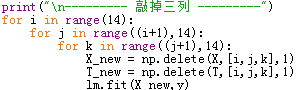 print("\n--------- 敲掉三列 ---------")
for i in range(14):
    for j in range((i+1),14):
        for k in range((j+1),14):
            X_new = np.delete(X,[i,j,k],1)
            T_new = np.delete(T,[i,j,k],1)
            lm.fit(X_new,y)